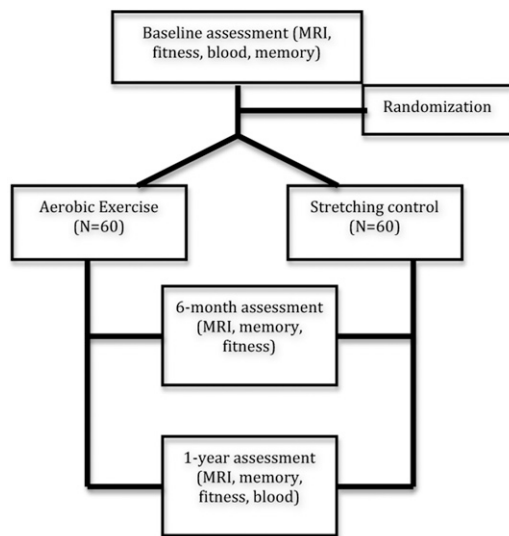 Baseline assessment (MRI,
fitness, blood, memory)
Randomization
Aerobic Exercise
(N=60)
Stretching control
(N=60)
6-month assessment
(MRI, memory,
fitness)
1-year assessment
(MRI, memory,
fitness, blood)